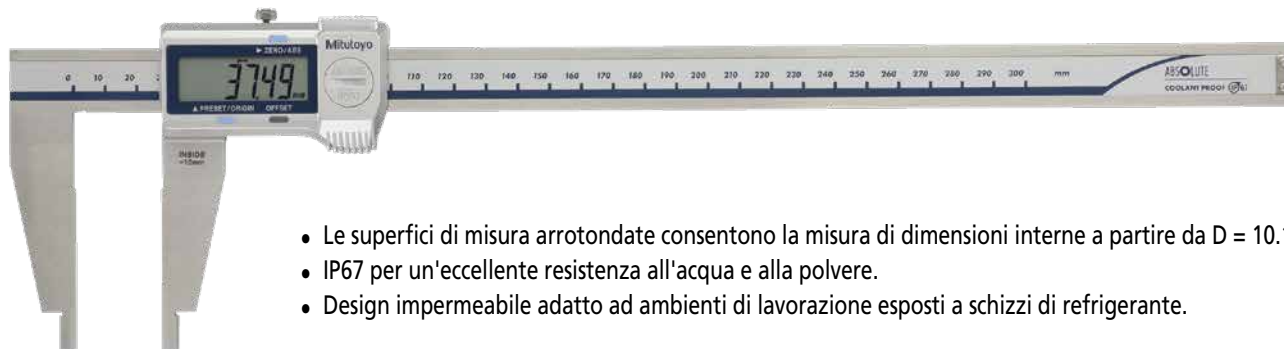 Mitutoyo
▶ ZERO/ABS
37.49
mm
▲ PRESET/ORIGIN OFFSET
0 10 20
110 120 130 140 150 160 170 180 190 200 210 220 230 240 250 260 270 280 290 300 mm
ABSOLUTE
COOLANT PROOF IP67
INSIDE
+10mm
• Le superfici di misura arrotondate consentono la misura di dimensioni interne a partire da D = 10.
• IP67 per un'eccellente resistenza all'acqua e alla polvere.
• Design impermeabile adatto ad ambienti di lavorazione esposti a schizzi di refrigerante.